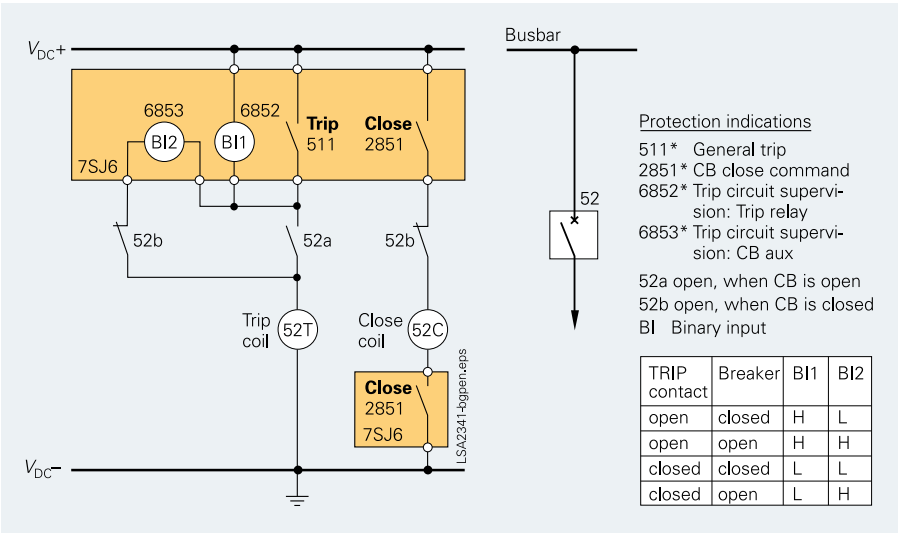 VDC+
Busbar
6853
6852
Trip
511
Close
2851
BI2
BI1
7SJ6
52b
52a
52b
52
Trip
coil
52T
Close
coil
52C
Close
2851
7SJ6
LSA2341-bgpen.eps
VDC–
Protection indications
511* General trip
2851* CB close command
6852* Trip circuit supervi-
sion: Trip relay
6853* Trip circuit supervi-
sion: CB aux
52a open, when CB is open
52b open, when CB is closed
BI Binary input
TRIP contact Breaker BI1 BI2
open closed H L
open open H H
closed closed L L
closed open L H